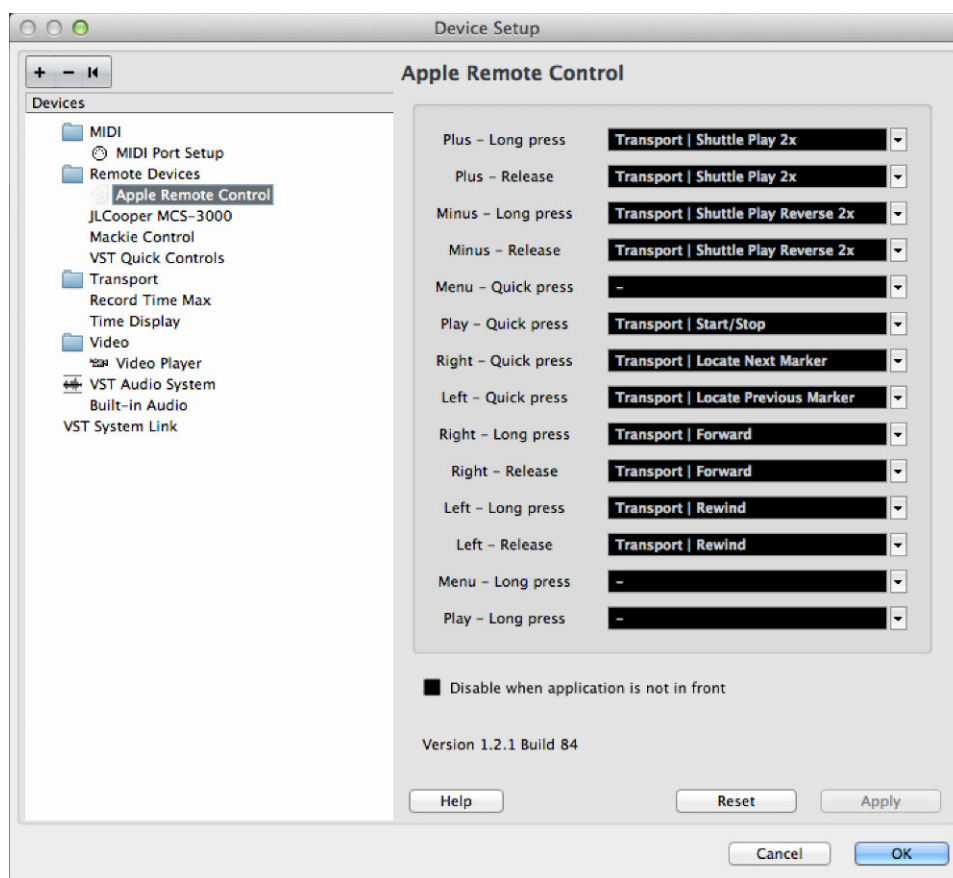 Device Setup
+ −
Devices
MIDI
MIDI Port Setup
Remote Devices
Apple Remote Control
JLCooper MCS–3000
Mackie Control
VST Quick Controls
Transport
Record Time Max
Time Display
Video
Video Player
VST Audio System
Built–in Audio
VST System Link
Apple Remote Control
Plus – Long press Transport | Shuttle Play 2x
Plus – Release Transport | Shuttle Play 2x
Minus – Long press Transport | Shuttle Play Reverse 2x
Minus – Release Transport | Shuttle Play Reverse 2x
Menu – Quick press –
Play – Quick press Transport | Start/Stop
Right – Quick press Transport | Locate Next Marker
Left – Quick press Transport | Locate Previous Marker
Right – Long press Transport | Forward
Right – Release Transport | Forward
Left – Long press Transport | Rewind
Left – Release Transport | Rewind
Menu – Long press –
Play – Long press –
Disable when application is not in front
Version 1.2.1 Build 84
Help Reset Apply
Cancel OK